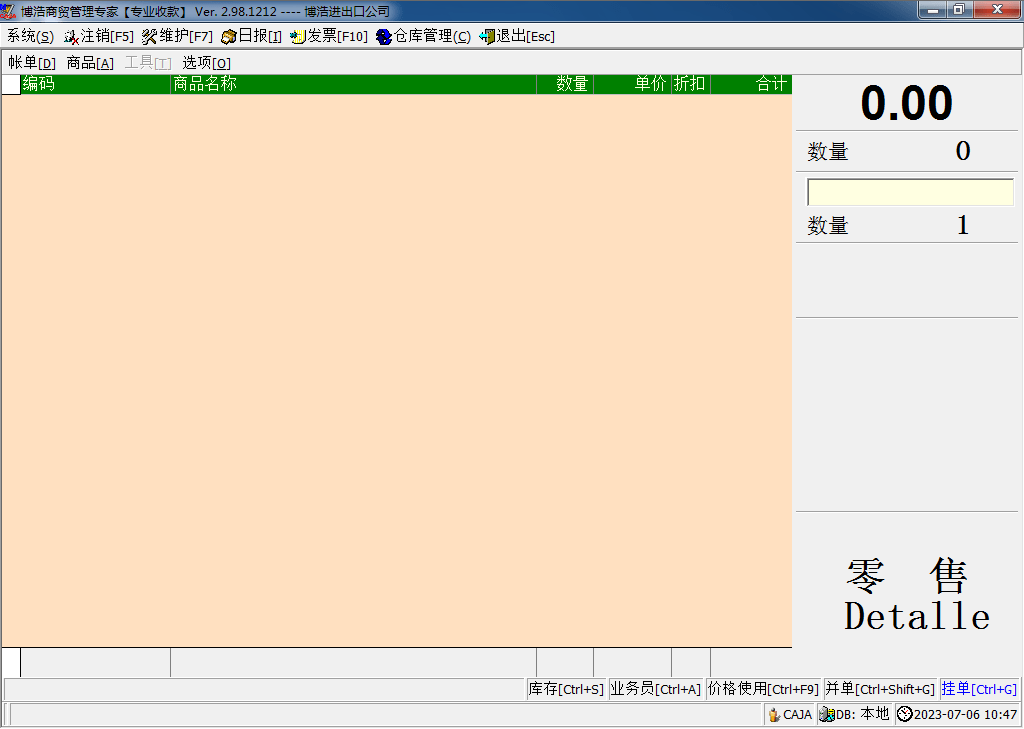 博浩商贸管理专家【专业收款】 Ver. 2.98.1212 ---- 博浩进出口公司
系统(S) 注销[F5] 维护[F7] 日报[I] 发票[F10] 仓库管理(C) 退出[Esc]
帐单[D] 商品[A] 工具[T] 选项[O]
编码 商品名称 数量 单价 折扣 合计
0.00
数量 0
数量 1
零 售
Detalle
库存[Ctrl+S] 业务员[Ctrl+A] 价格使用[Ctrl+F9] 并单[Ctrl+Shift+G] 挂单[Ctrl+G]
CAJA DB: 本地 2023-07-06 10:47